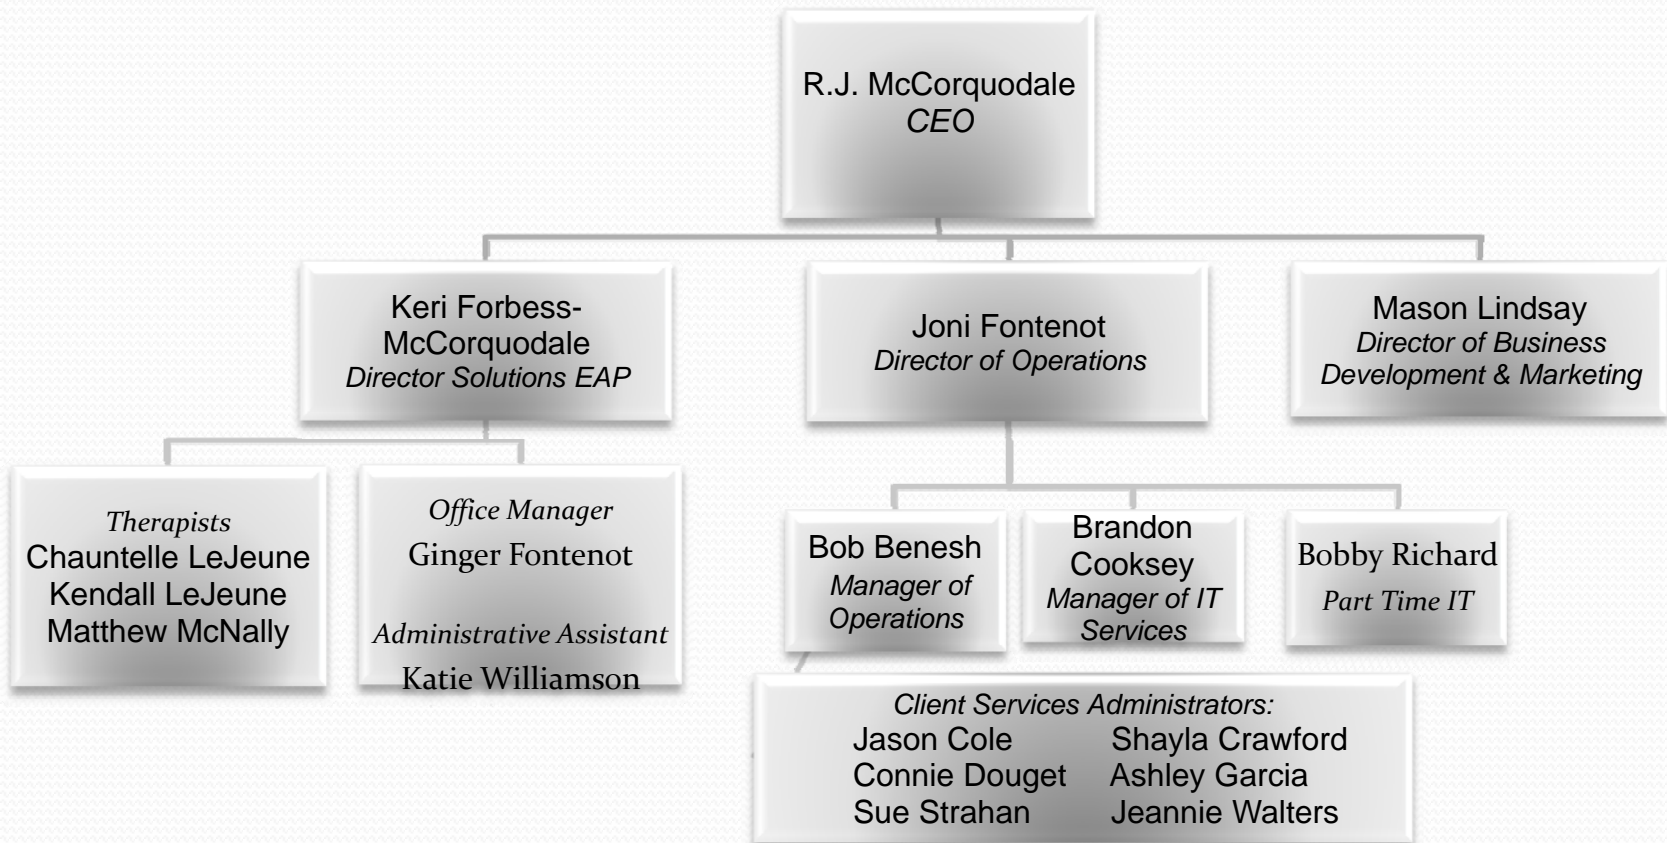 R.J. McCorquodale
CEO
Keri Forbess-
McCorquodale
Director Solutions EAP
Joni Fontenot
Director of Operations
Mason Lindsay
Director of Business
Development & Marketing
Therapists
Chauntelle LeJeune
Kendall LeJeune
Matthew McNally
Office Manager
Ginger Fontenot
Administrative Assistant
Katie Williamson
Bob Benesh
Manager of
Operations
Brandon
Cooksey
Manager of IT
Services
Bobby Richard
Part Time IT
Client Services Administrators:
Jason Cole Shayla Crawford
Connie Douget Ashley Garcia
Sue Strahan Jeannie Walters